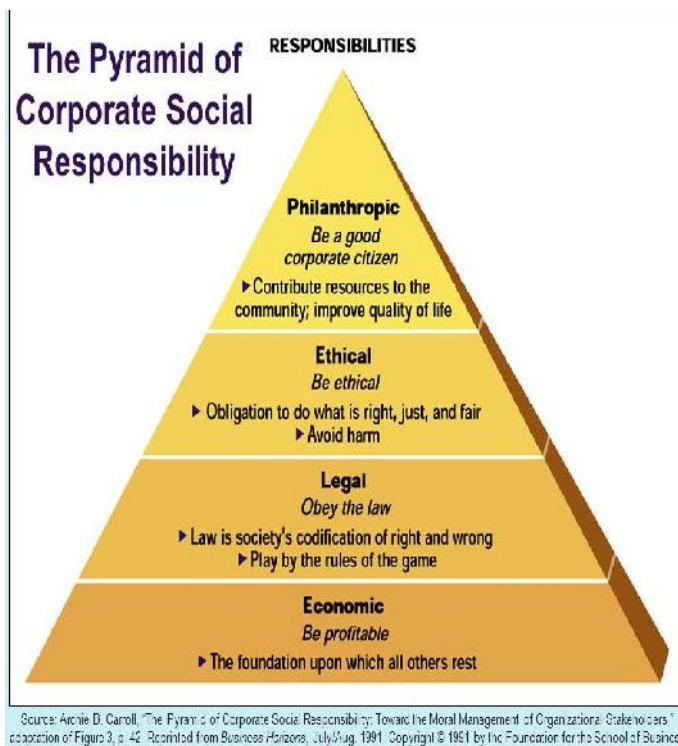 The Pyramid of
Corporate Social
Responsibility
RESPONSIBILITIES
Philanthropic
Be a good
corporate citizen
Contribute resources to the
community; improve quality of life
Ethical
Be ethical
Obligation to do what is right, just, and fair
Avoid harm
Legal
Obey the law
Law is society's codification of right and wrong
Play by the rules of the game
Economic
Be profitable
The foundation upon which all others rest
Source: Archie B. Carroll, "The Pyramid of Corporate Social Responsibility: Toward the Moral Management of Organizational Stakeholders,"
adaptation of Figure 3, p. 42. Reprinted from Business Horizons, July/Aug. 1991. Copyright © 1991 by the Foundation for the School of